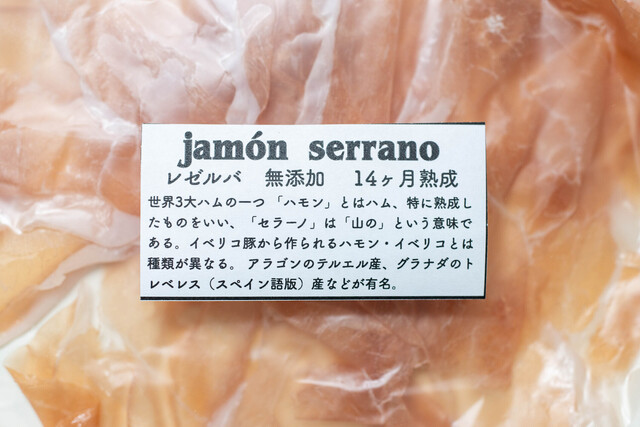 jamón serrano
レゼルバ 無添加 14ヶ月熟成
世界3大ハムの一つ 「ハモン」とはハム、特に熟成し
たものをいい、「セラーノ」は「山の」という意味で
ある。イベリコ豚から作られるハモン・イベリコとは
種類が異なる。 アラゴンのテルエル産、グラナダのト
レベレス（スペイン語版）産などが有名。